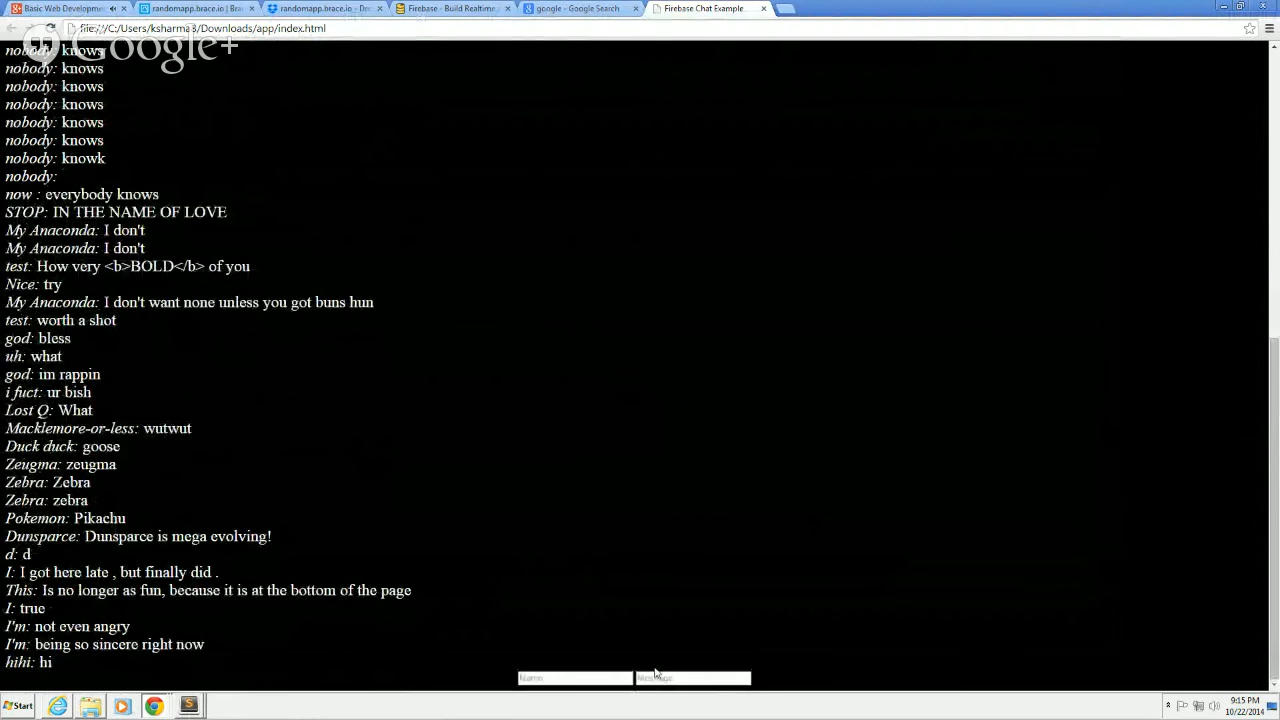 Basic Web Developmen
randomapp.brace.io | Brac
randomapp.brace.io - Dro
Firebase - Build Realtime
google - Google Search
Firebase Chat Example
file:///C:/Users/ksharma8/Downloads/app/index.html
Google+
nobody: knows
nobody: knows
nobody: knows
nobody: knows
nobody: knows
nobody: knows
nobody: knowk
nobody:
now : everybody knows
STOP: IN THE NAME OF LOVE
My Anaconda: I don't
My Anaconda: I don't
test: How very <b>BOLD</b> of you
Nice: try
My Anaconda: I don't want none unless you got buns hun
test: worth a shot
god: bless
uh: what
god: im rappin
i fuct: ur bish
Lost Q: What
Macklemore-or-less: wutwut
Duck duck: goose
Zeugma: zeugma
Zebra: Zebra
Zebra: zebra
Pokemon: Pikachu
Dunsparce: Dunsparce is mega evolving!
d: d
I: I got here late , but finally did .
This: Is no longer as fun, because it is at the bottom of the page
I: true
I'm: not even angry
I'm: being so sincere right now
hihi: hi
Name
Message
Start
9:15 PM
10/22/2014